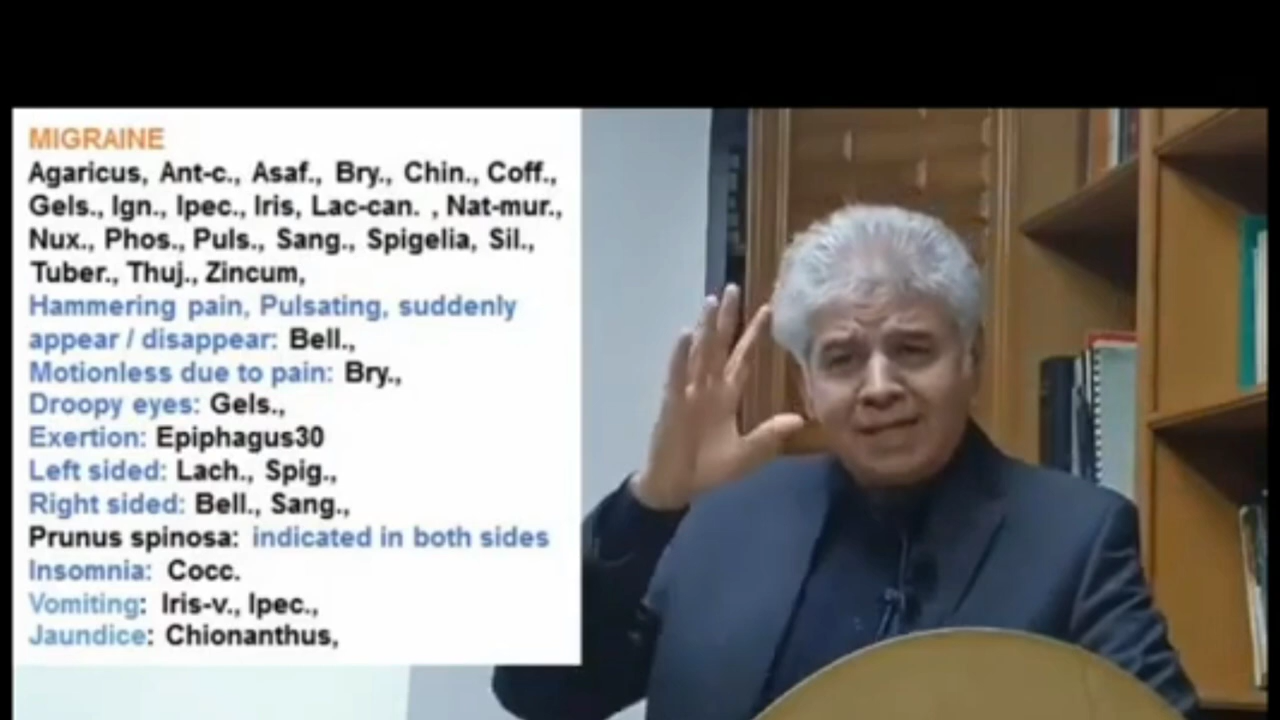 MIGRAINE
Agaricus, Ant-c., Asaf., Bry., Chin., Coff.,
Gels., Ign., Ipec., Iris, Lac-can. , Nat-mur.,
Nux., Phos., Puls., Sang., Spigelia, Sil.,
Tuber., Thuj., Zincum,
Hammering pain, Pulsating, suddenly
appear / disappear: Bell.,
Motionless due to pain: Bry.,
Droopy eyes: Gels.,
Exertion: Epiphagus30
Left sided: Lach., Spig.,
Right sided: Bell., Sang.,
Prunus spinosa: indicated in both sides
Insomnia: Cocc.
Vomiting: Iris-v., Ipec.,
Jaundice: Chionanthus,